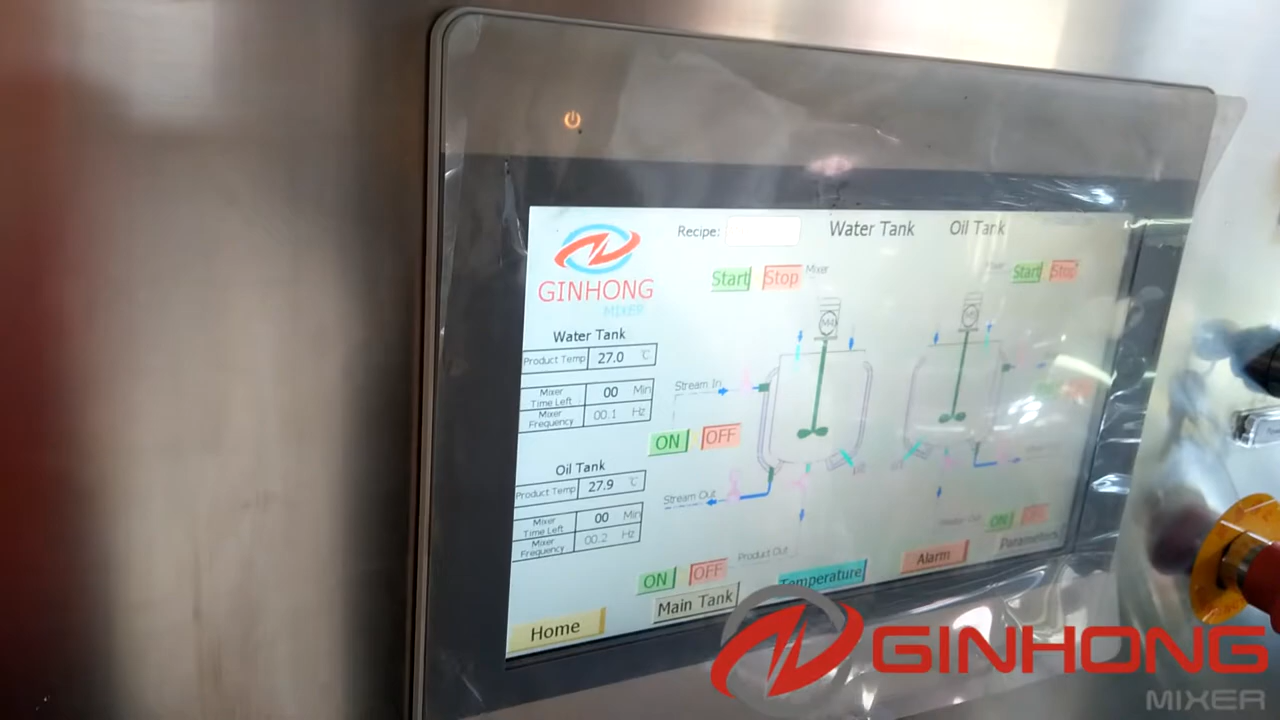 Recipe:
Water Tank
Oil Tank
GINHONG
MIXER
Start Stop Mixer
Start Stop
Water Tank
Product Temp 27.0 ℃
Mixer
Time Left 00 Min
Mixer
Frequency 00.1 Hz
Stream In
ON OFF
Oil Tank
Product Temp 27.9 ℃
Mixer
Time Left 00 Min
Mixer
Frequency 00.2 Hz
Stream Out
ON OFF
Product Out
ON OFF
Home
Main Tank
Temperature
Alarm
Parameters
GINHONG
MIXER